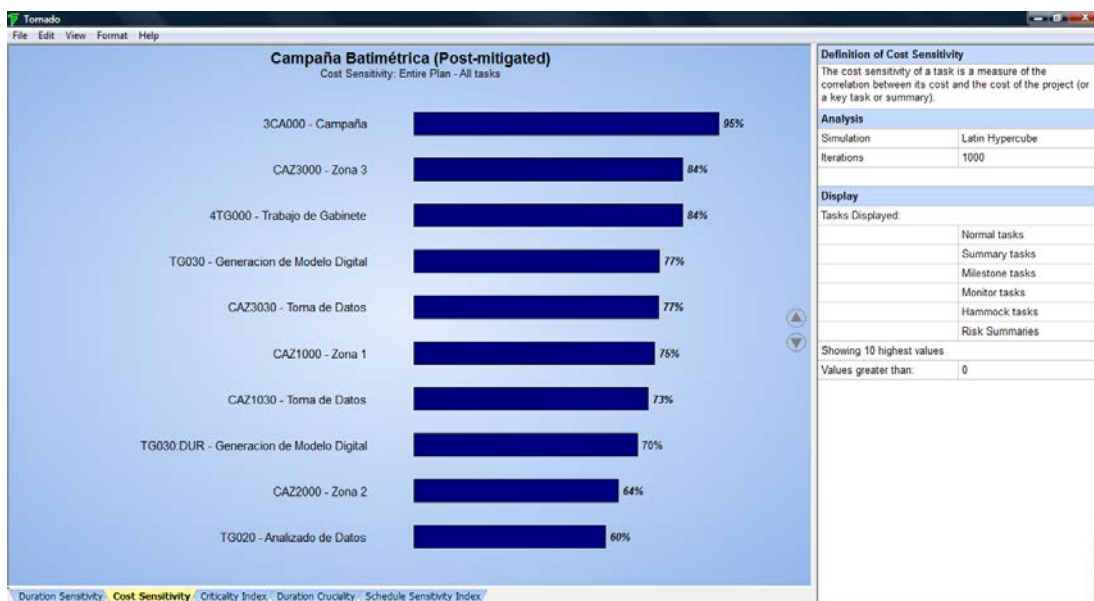 Tornado
File Edit View Format Help
Campaña Batimétrica (Post-mitigated)
Cost Sensitivity: Entire Plan - All tasks
3CA000 - Campaña 95%
CAZ3000 - Zona 3 84%
4TG000 - Trabajo de Gabinete 84%
TG030 - Generacion de Modelo Digital 77%
CAZ3030 - Toma de Datos 77%
CAZ1000 - Zona 1 75%
CAZ1030 - Toma de Datos 73%
TG030:DUR - Generacion de Modelo Digital 70%
CAZ2000 - Zona 2 64%
TG020 - Analizado de Datos 60%
Duration Sensitivity Cost Sensitivity Criticality Index Duration Cruciality Schedule Sensitivity Index
Definition of Cost Sensitivity
The cost sensitivity of a task is a measure of the
correlation between its cost and the cost of the project (or
a key task or summary).
Analysis
Simulation Latin Hypercube
Iterations 1000
Display
Tasks Displayed:
Normal tasks
Summary tasks
Milestone tasks
Monitor tasks
Hammock tasks
Risk Summaries
Showing 10 highest values
Values greater than: 0